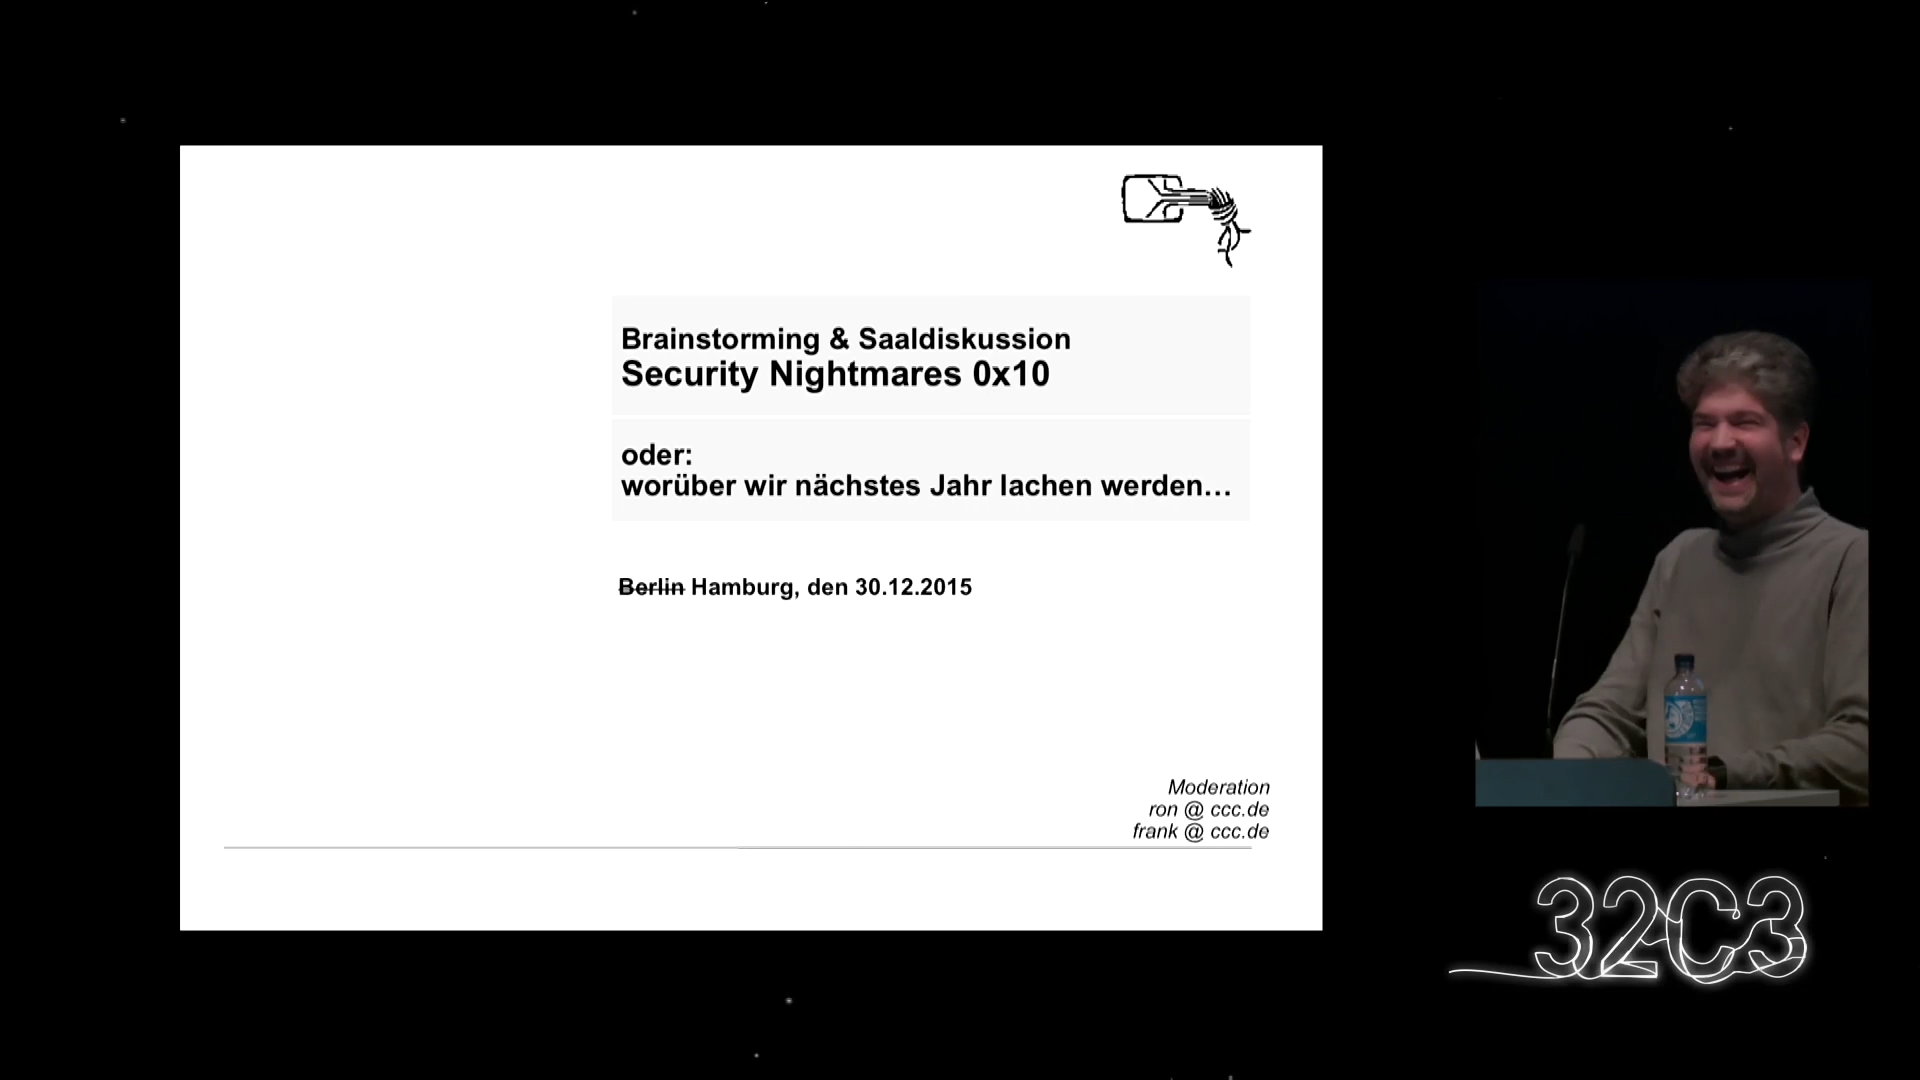 Brainstorming & Saaldiskussion
Security Nightmares 0x10
oder:
worüber wir nächstes Jahr lachen werden…
Berlin Hamburg, den 30.12.2015
Moderation
ron @ ccc.de
frank @ ccc.de
32C3